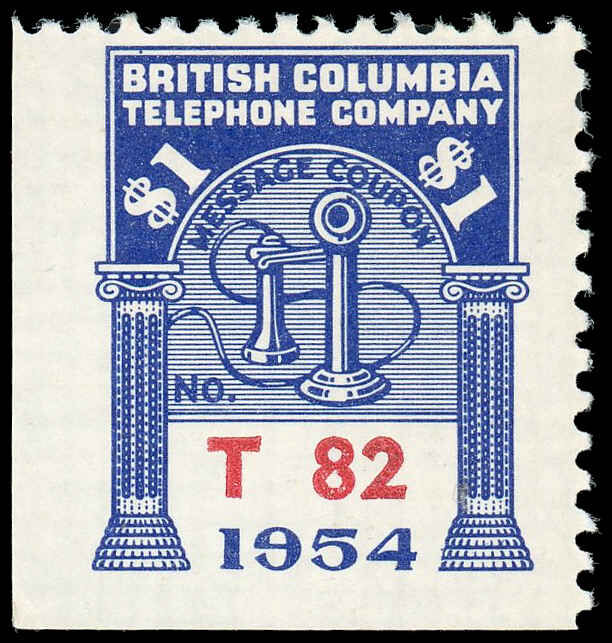 BRITISH COLUMBIA
TELEPHONE COMPANY
$1 $1
MESSAGE COUPON
NO.
T 82
1954